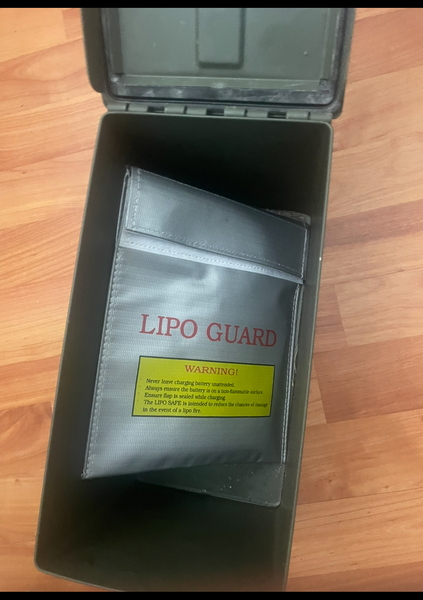 LIPO GUARD
WARNING!
Never leave charging battery unattended.
Always ensure the battery is on a non-flammable surface.
Ensure flap is sealed while charging.
The LIPO SAFE is intended to reduce the chances of damage
in the event of a lipo fire.